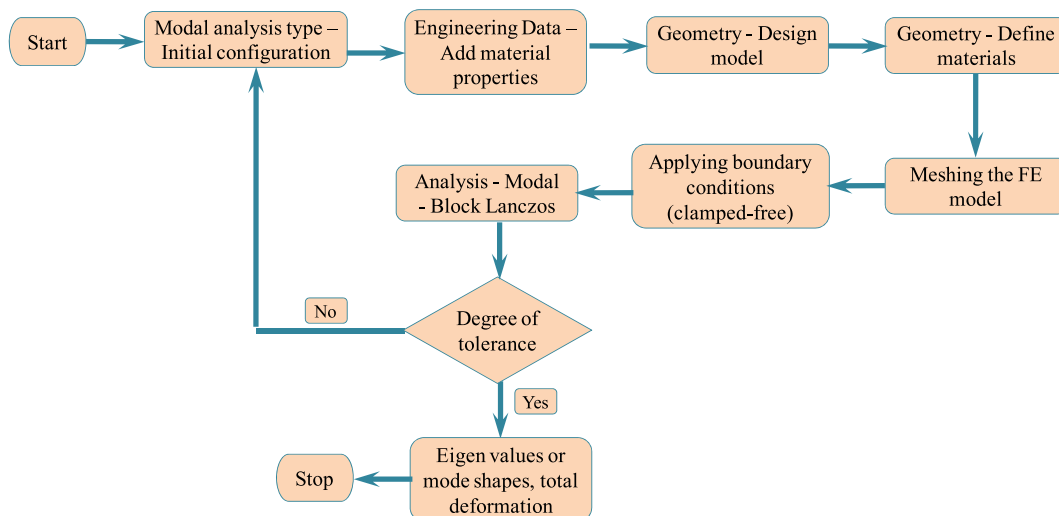 Start
Modal analysis type –
Initial configuration
Engineering Data –
Add material
properties
Geometry - Design
model
Geometry - Define
materials
Meshing the FE
model
Applying boundary
conditions
(clamped-free)
Analysis - Modal
- Block Lanczos
Degree of
tolerance
No
Yes
Eigen values or
mode shapes, total
deformation
Stop